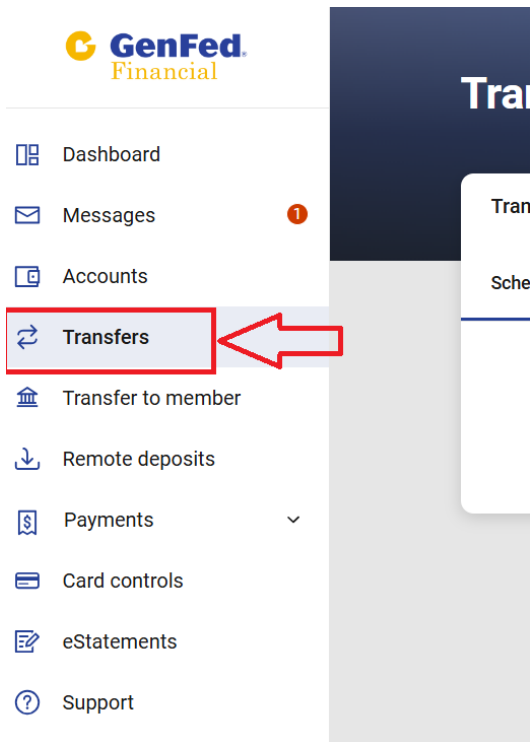 GenFed.
Financial
Dashboard
Messages
1
Accounts
Transfers
Transfer to member
Remote deposits
Payments
Card controls
eStatements
Support
Tra
Tran
Sche